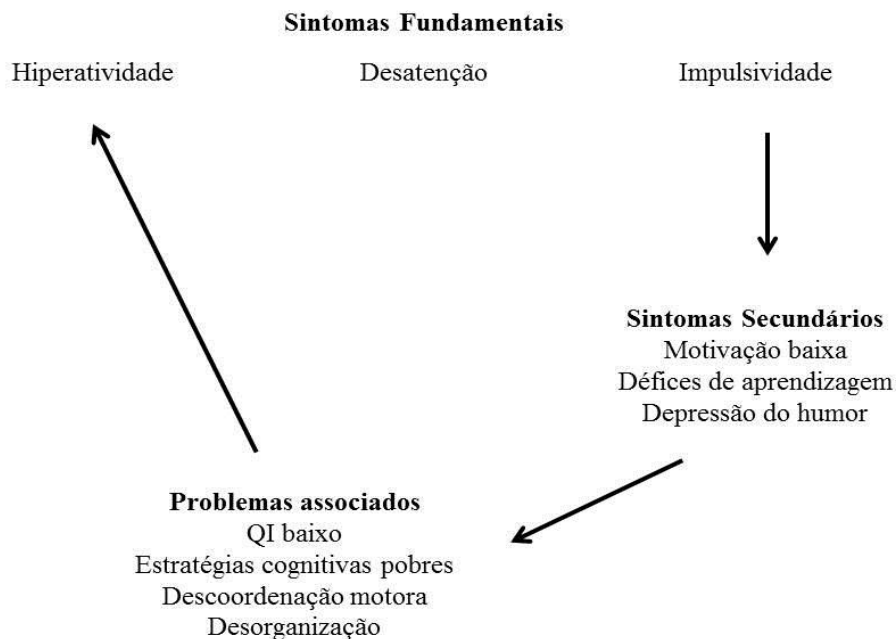 Sintomas Fundamentais
Hiperatividade Desatenção Impulsividade
Sintomas Secundários
Motivação baixa
Défices de aprendizagem
Depressão do humor
Problemas associados
QI baixo
Estratégias cognitivas pobres
Descoordenação motora
Desorganização